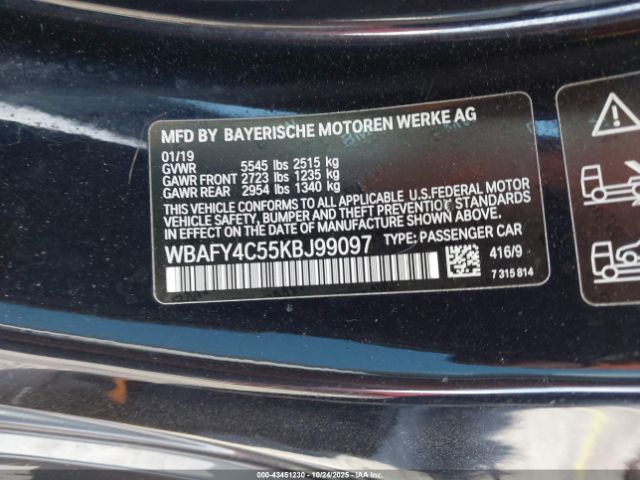 MFD BY BAYERISCHE MOTOREN WERKE AG
01/19
GVWR 5545 lbs 2515 kg
GAWR FRONT 2723 lbs 1235 kg
GAWR REAR 2954 lbs 1340 kg
THIS VEHICLE CONFORMS TO ALL APPLICABLE U.S.FEDERAL MOTOR
VEHICLE SAFETY, BUMPER AND THEFT PREVENTION STANDARDS
IN EFFECT ON THE DATE OF MANUFACTURE SHOWN ABOVE.
WBAFY4C55KBJ99097 TYPE: PASSENGER CAR
416/9
7 315 814
000-43451230 - 10/24/2025 - IAAI.COM